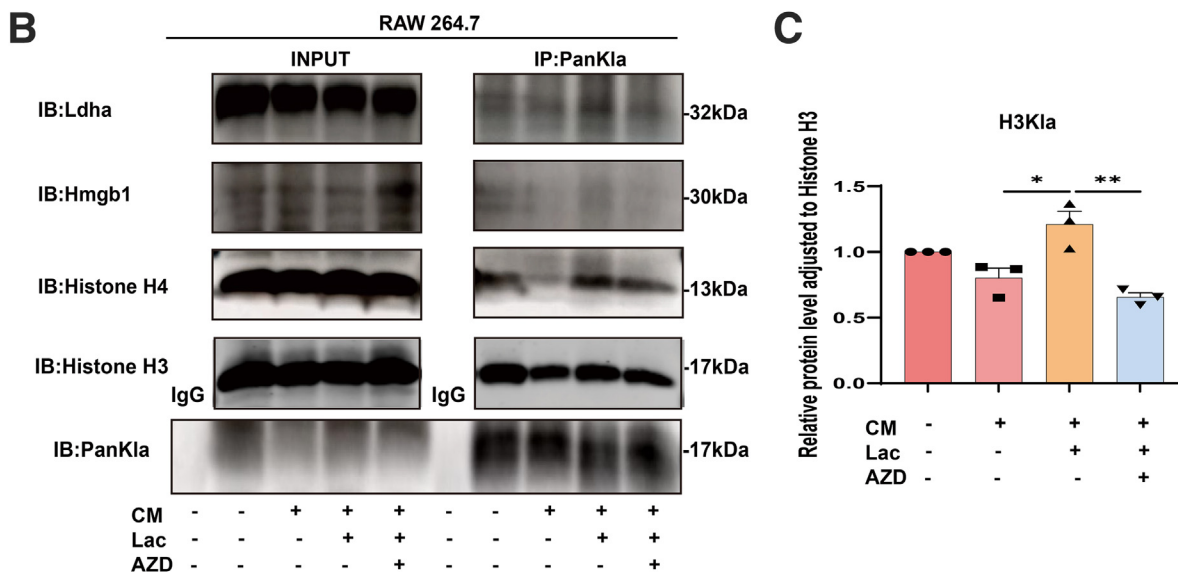 B
RAW 264.7
INPUT
IP:PanKla
IB:Ldha
-32kDa
IB:Hmgb1
-30kDa
IB:Histone H4
-13kDa
IB:Histone H3
-17kDa
IgG
IgG
IB:PanKla
-17kDa
CM - - + + + - - + + +
Lac - - - + + - - - + +
AZD - - - - + - - - - +
C
H3Kla
Relative protein level adjusted to Histone H3
* **
1.5
1.0
0.5
0.0
CM - + + +
Lac - - + +
AZD - - - +